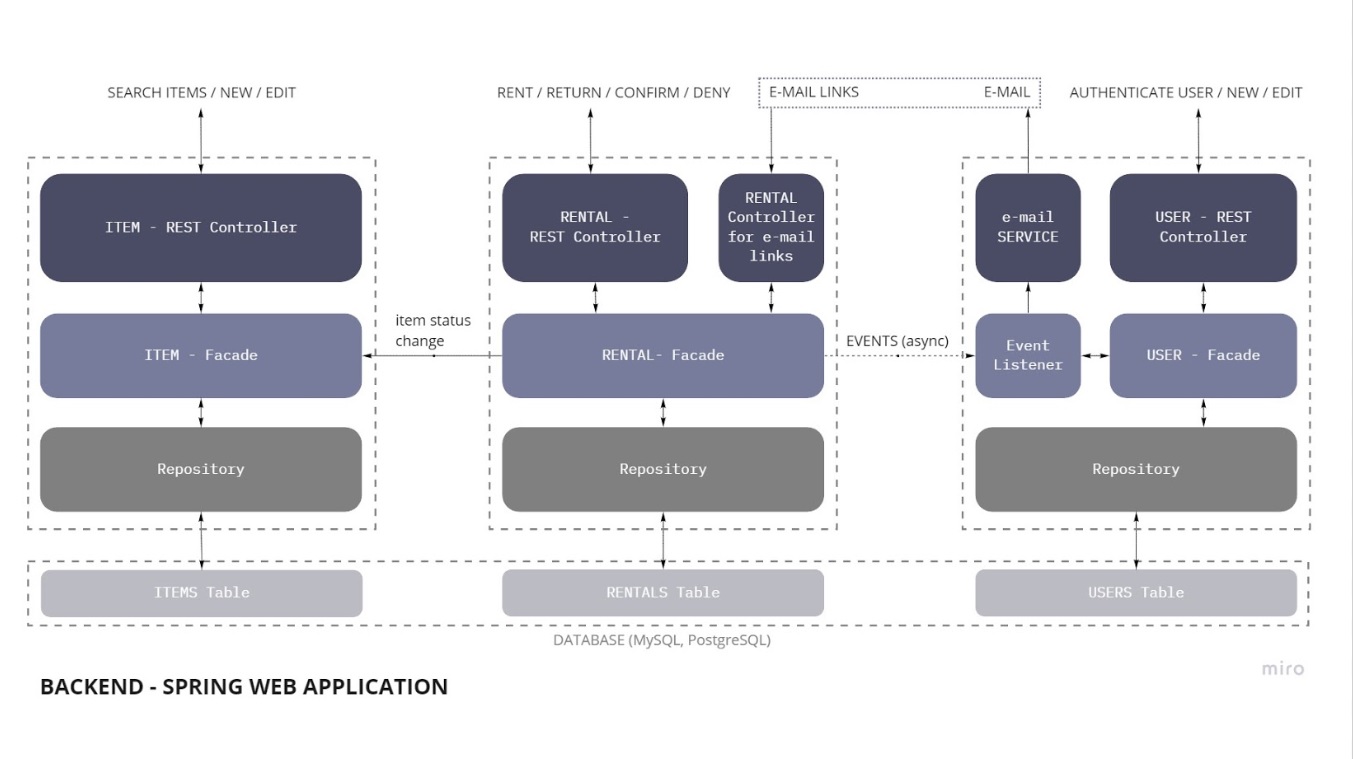 SEARCH ITEMS / NEW / EDIT
RENT / RETURN / CONFIRM / DENY
E-MAIL LINKS
E-MAIL
AUTHENTICATE USER / NEW / EDIT
ITEM - REST Controller
RENTAL -
REST Controller
RENTAL
Controller
for e-mail
links
e-mail
SERVICE
USER - REST
Controller
item status
change
EVENTS (async)
ITEM - Facade
RENTAL- Facade
Event
Listener
USER - Facade
Repository
Repository
Repository
ITEMS Table
RENTALS Table
USERS Table
DATABASE (MySQL, PostgreSQL)
miro
BACKEND - SPRING WEB APPLICATION